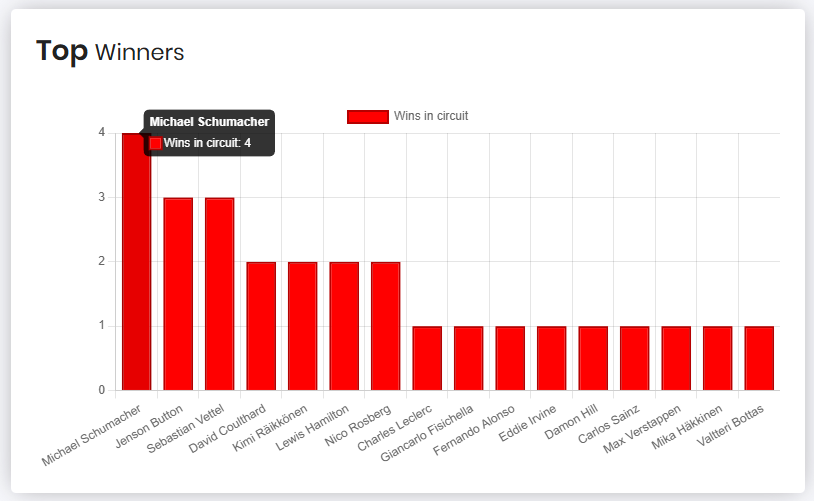 Top Winners
Wins in circuit
Michael Schumacher
Wins in circuit: 4
4
3
2
1
0
Michael Schumacher
Jenson Button
Sebastian Vettel
David Coulthard
Kimi Räikkönen
Lewis Hamilton
Nico Rosberg
Charles Leclerc
Giancarlo Fisichella
Fernando Alonso
Eddie Irvine
Damon Hill
Carlos Sainz
Max Verstappen
Mika Häkkinen
Valtteri Bottas